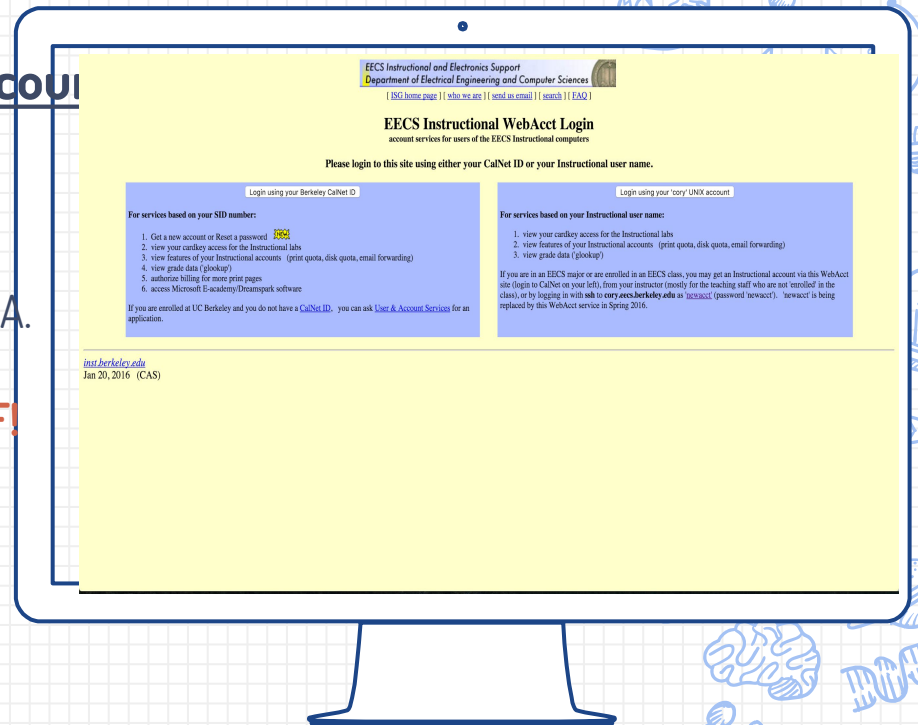 COU
A.
F!
EECS Instructional and Electronics Support
Department of Electrical Engineering and Computer Sciences
[ ISG home page ] [ who we are ] [ send us email ] [ search ] [ FAQ ]
EECS Instructional WebAcct Login
account services for users of the EECS Instructional computers
Please login to this site using either your CalNet ID or your Instructional user name.
Login using your Berkeley CalNet ID
For services based on your SID number:
1. Get a new account or Reset a password NEW
2. view your cardkey access for the Instructional labs
3. view features of your Instructional accounts (print quota, disk quota, email forwarding)
4. view grade data ('glookup')
5. authorize billing for more print pages
6. access Microsoft E-academy/Dreamspark software
If you are enrolled at UC Berkeley and you do not have a CalNet ID, you can ask User & Account Services for an
application.
Login using your 'cory' UNIX account
For services based on your Instructional user name:
1. view your cardkey access for the Instructional labs
2. view features of your Instructional accounts (print quota, disk quota, email forwarding)
3. view grade data ('glookup')
If you are in an EECS major or are enrolled in an EECS class, you may get an Instructional account via this WebAcct
site (login to CalNet on your left), from your instructor (mostly for the teaching staff who are not 'enrolled' in the
class), or by logging in with ssh to cory.eecs.berkeley.edu as 'newacct' (password 'newacct'). 'newacct' is being
replaced by this WebAcct service in Spring 2016.
inst.berkeley.edu
Jan 20, 2016 (CAS)